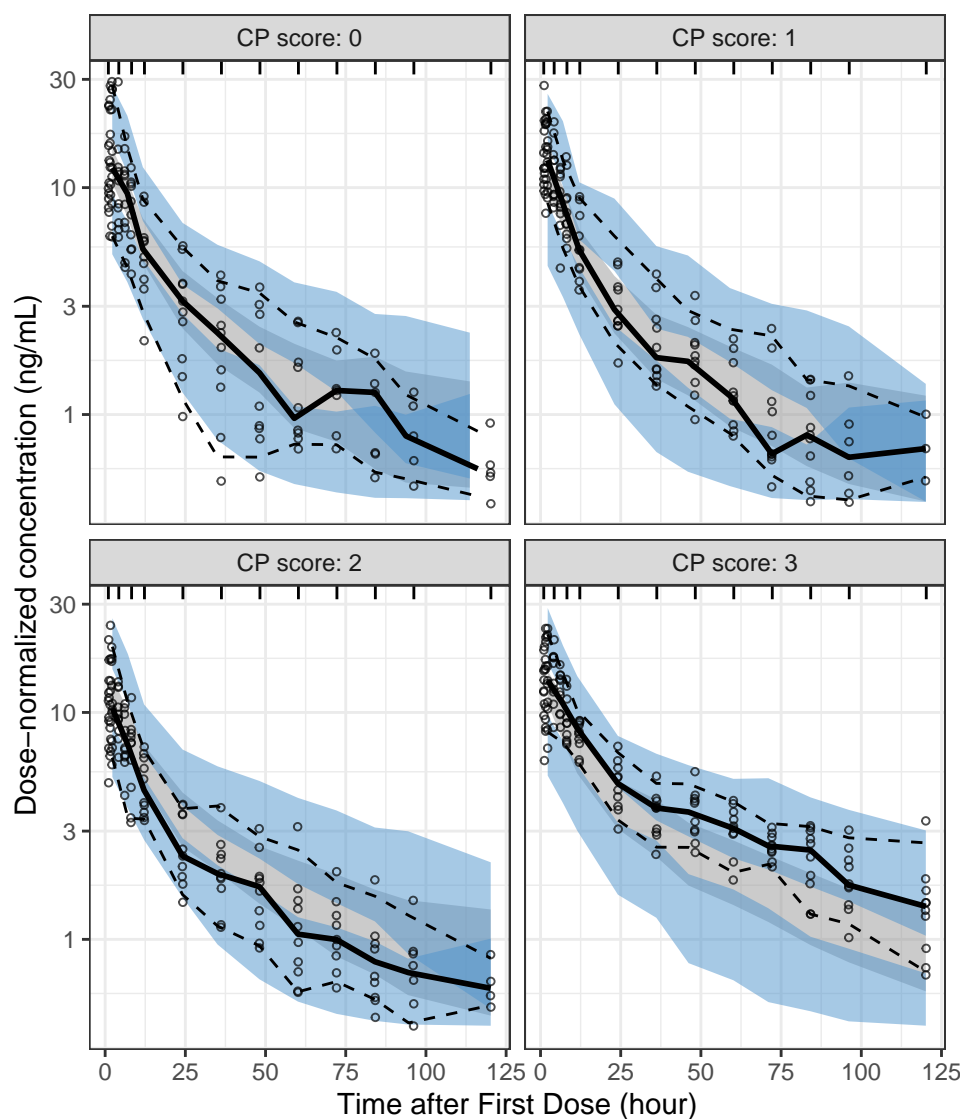 CP score: 0
CP score: 1
30
10
3
1
CP score: 2
CP score: 3
30
10
3
1
0 25 50 75 100 125
0 25 50 75 100 125
Time after First Dose (hour)
Dose−normalized concentration (ng/mL)